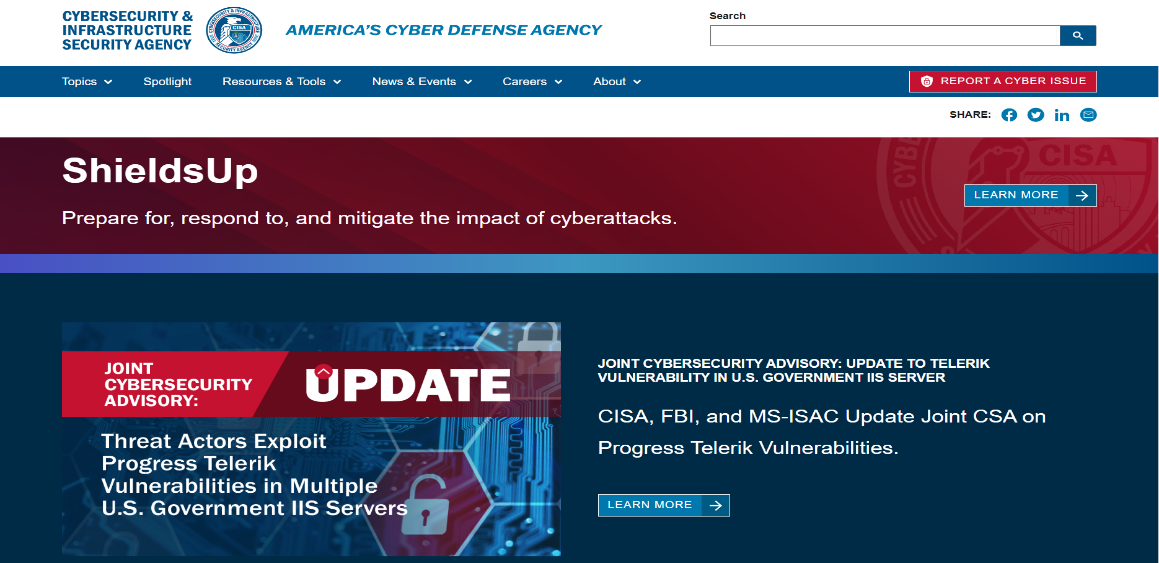 CYBERSECURITY &
INFRASTRUCTURE
SECURITY AGENCY
CISA
AMERICA'S CYBER DEFENSE AGENCY
Search
Topics
Spotlight
Resources & Tools
News & Events
Careers
About
REPORT A CYBER ISSUE
SHARE:
ShieldsUp
Prepare for, respond to, and mitigate the impact of cyberattacks.
CISA
LEARN MORE
JOINT
CYBERSECURITY
ADVISORY:
UPDATE
Threat Actors Exploit
Progress Telerik
Vulnerabilities in Multiple
U.S. Government IIS Servers
JOINT CYBERSECURITY ADVISORY: UPDATE TO TELERIK
VULNERABILITY IN U.S. GOVERNMENT IIS SERVER
CISA, FBI, and MS-ISAC Update Joint CSA on
Progress Telerik Vulnerabilities.
LEARN MORE